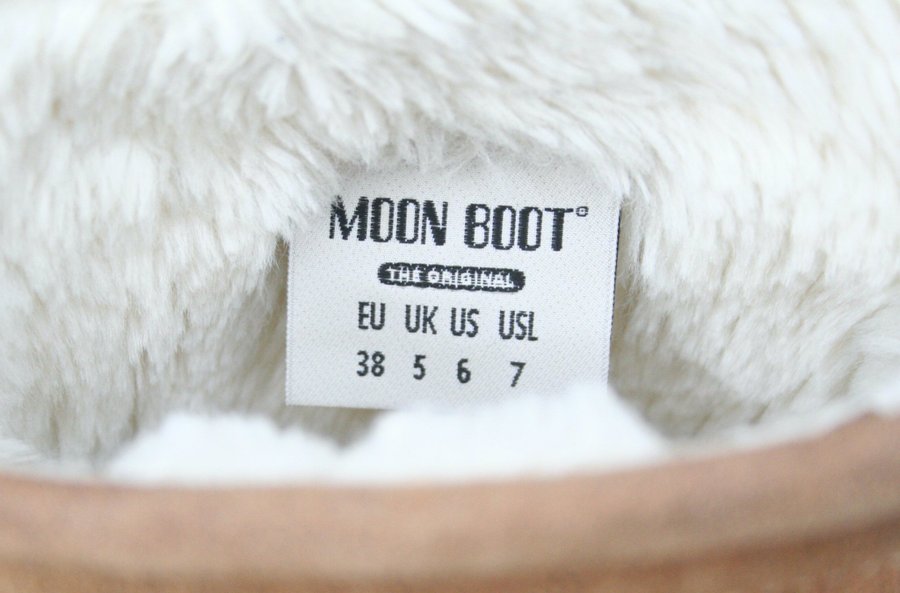 MOON BOOT®
THE ORIGINAL
EU UK US USL
38 5 6 7